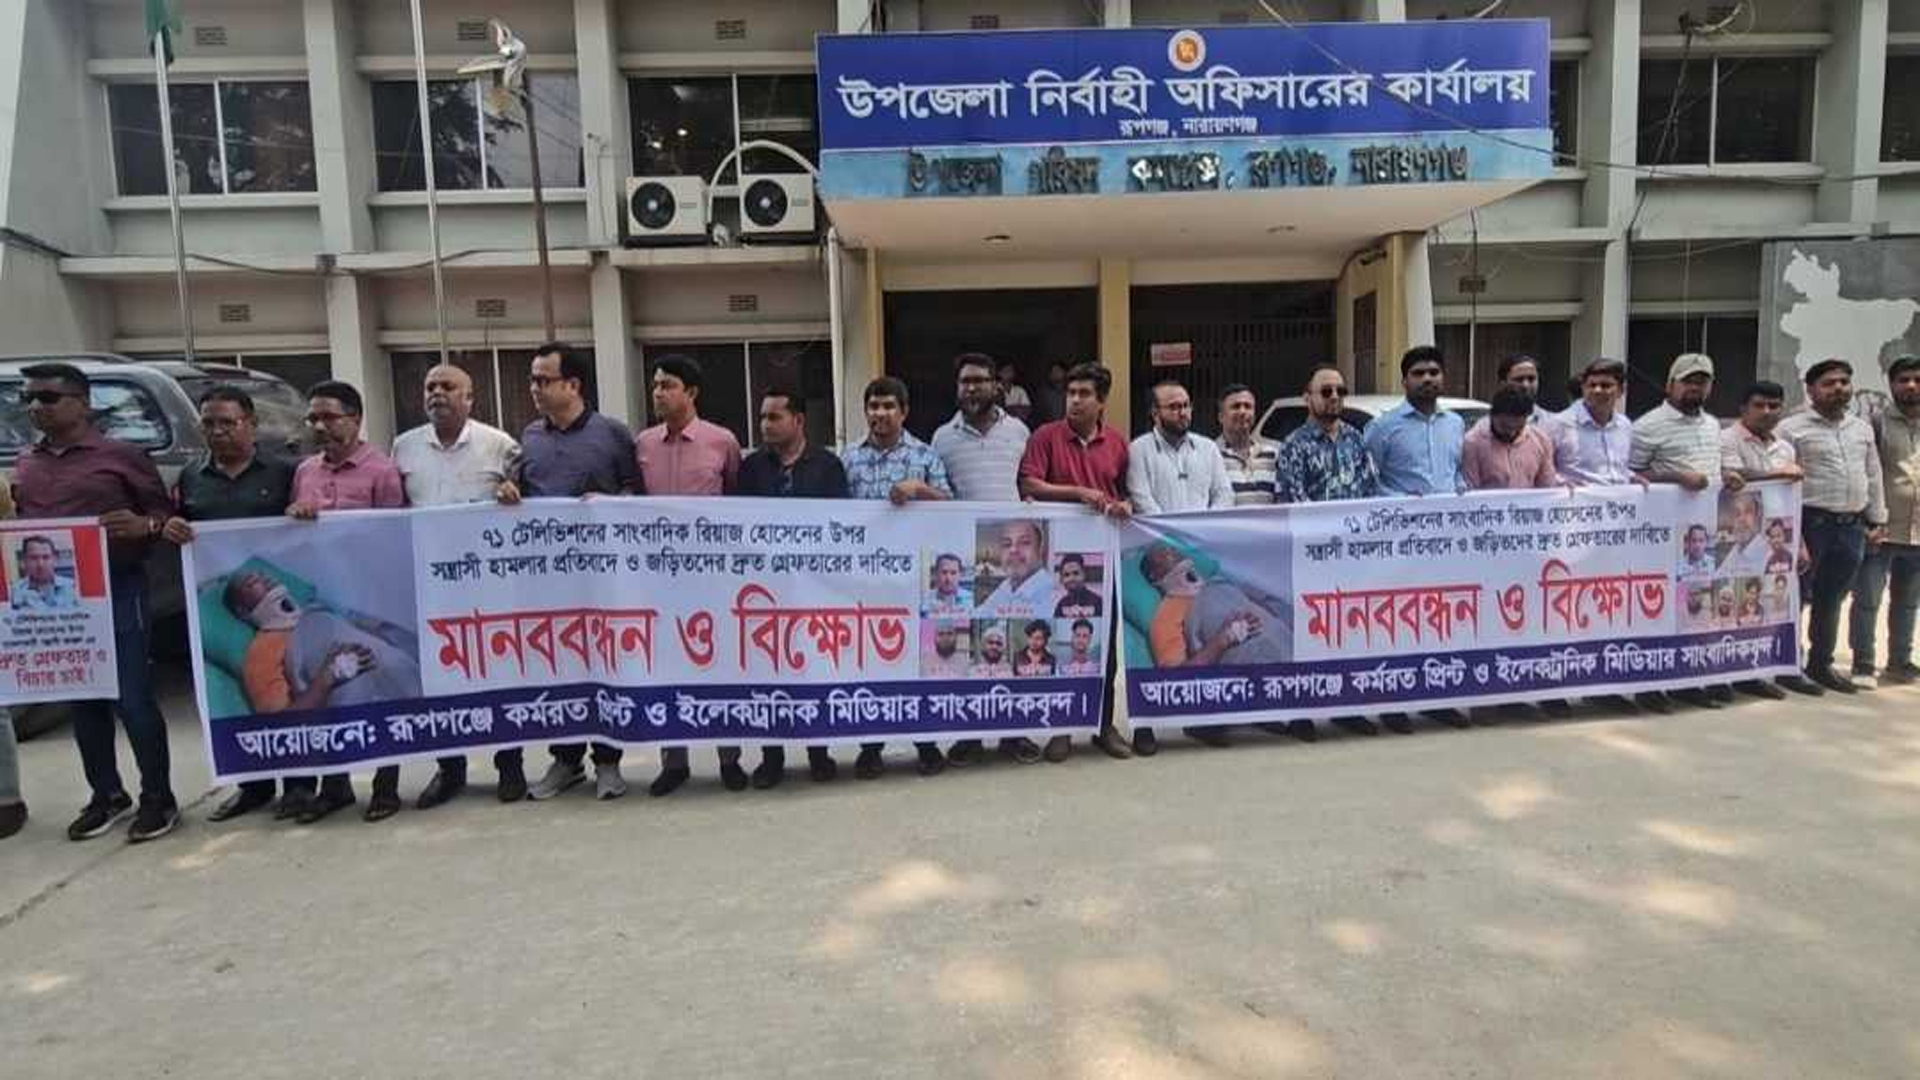 উপজেলা নির্বাহী অফিসারের কার্যালয়
রূপগঞ্জ, নারায়ণগঞ্জ
উপজেলা পরিষদ কমপ্লেক্স, রূপগঞ্জ, নারায়ণগঞ্জ
৭১ টেলিভিশনের সাংবাদিক রিয়াজ হোসেনের উপর
সন্ত্রাসী হামলার প্রতিবাদে ও জড়িতদের দ্রুত গ্রেফতারের দাবিতে
মানববন্ধন ও বিক্ষোভ
আয়োজনে: রূপগঞ্জে কর্মরত প্রিন্ট ও ইলেকট্রনিক মিডিয়ার সাংবাদিকবৃন্দ।
৭১ টেলিভিশনের সাংবাদিক রিয়াজ হোসেনের উপর
সন্ত্রাসী হামলার প্রতিবাদে ও জড়িতদের দ্রুত গ্রেফতারের দাবিতে
মানববন্ধন ও বিক্ষোভ
আয়োজনে: রূপগঞ্জে কর্মরত প্রিন্ট ও ইলেকট্রনিক মিডিয়ার সাংবাদিকবৃন্দ।
৭১ টেলিভিশনের সাংবাদিক
দ্রুত গ্রেফতার ও
বিচার চাই।